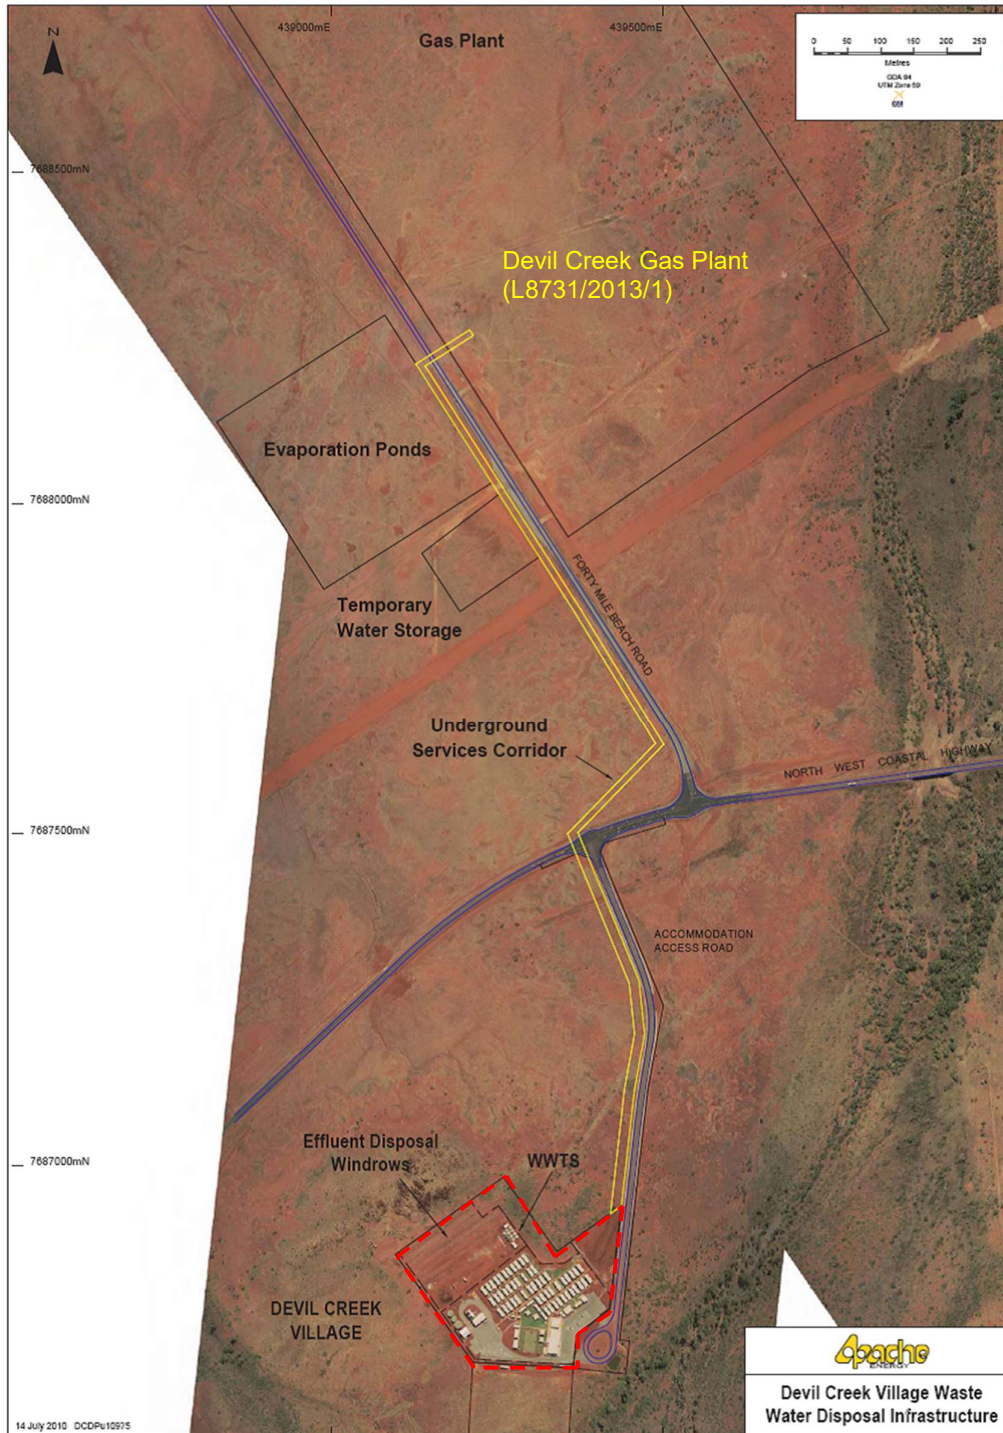 439000mE
439500mE
Gas Plant
N
0 50 100 150 200 250
Metres
GDA 94
UTM Zone 50
7688500mN
Devil Creek Gas Plant
(L8731/2013/1)
Evaporation Ponds
7688000mN
FORTY MILE BEACH ROAD
Temporary
Water Storage
Underground
Services Corridor
NORTH WEST COASTAL HIGHWAY
7687500mN
ACCOMMODATION
ACCESS ROAD
Effluent Disposal
Windrows
WWTS
7687000mN
DEVIL CREEK
VILLAGE
Apache
ENERGY
Devil Creek Village Waste
Water Disposal Infrastructure
14 July 2010 DCDPu10975